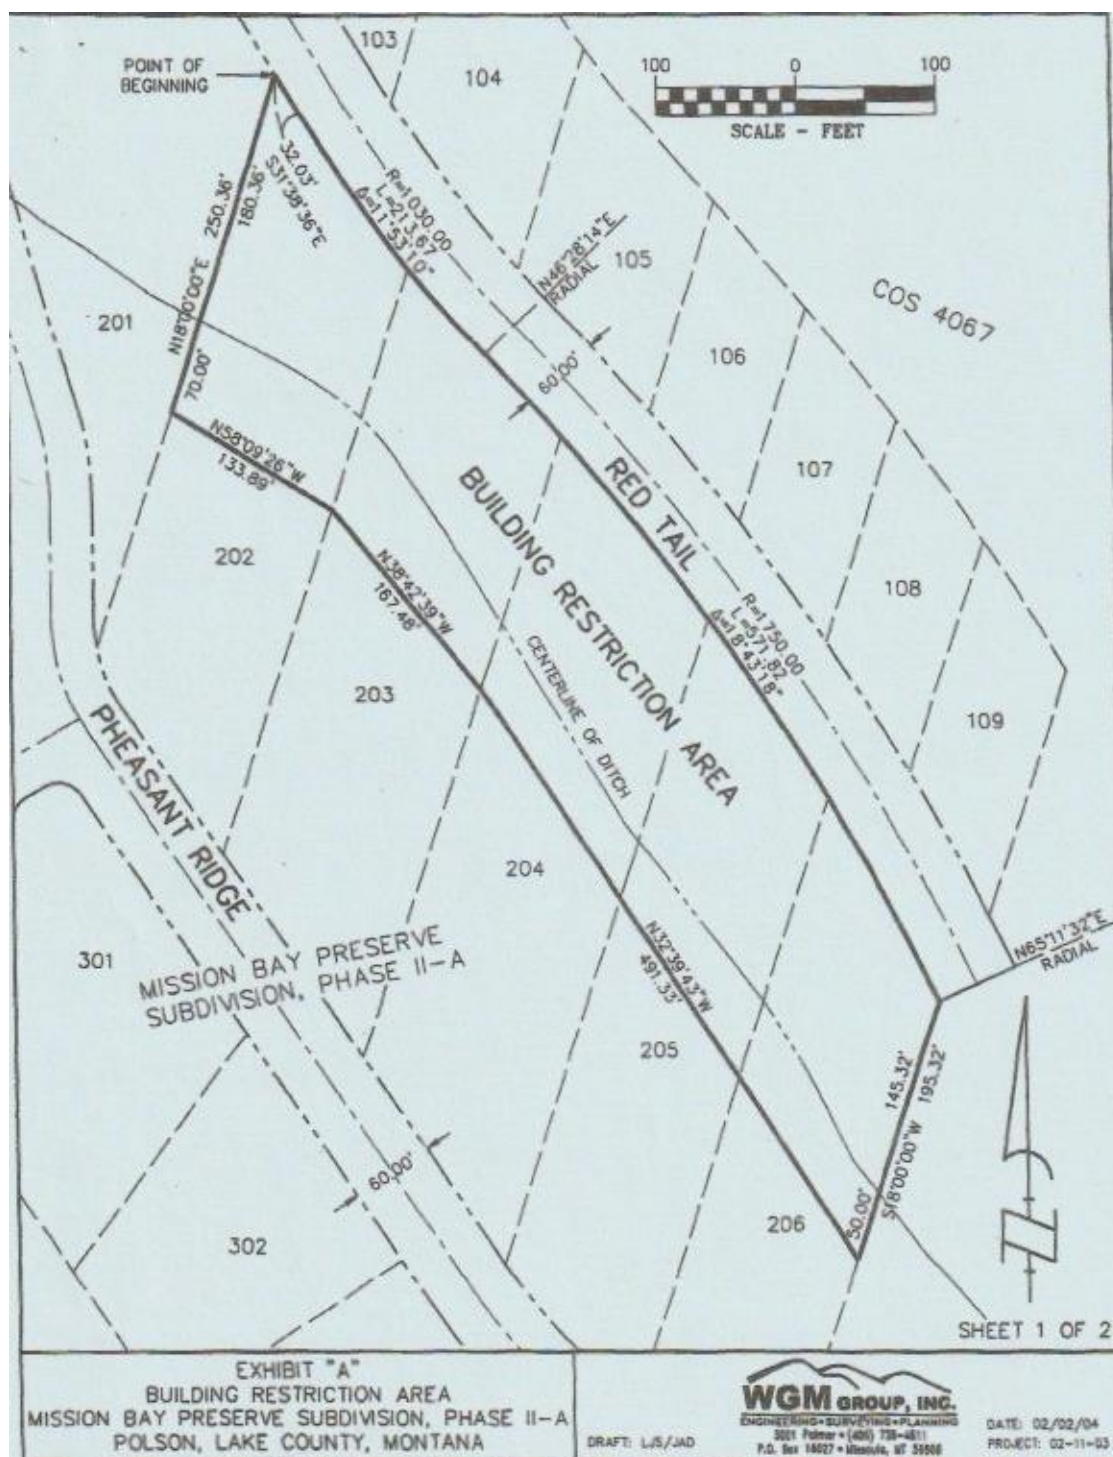 POINT OF
BEGINNING
103
104
100 0 100
SCALE - FEET
32.03'
S31°38'36"E
R=1030.00
L=213.67
Δ=11°53'10"
N46°28'14"E
RADIAL
105
COS 4067
N18°00'00"E 250.36'
180.36'
70.00'
201
106
60.00'
N58°09'26"W
133.89'
107
RED TAIL
BUILDING RESTRICTION AREA
202
N38°42'39"W
167.48'
108
R=1750.00
L=571.82
Δ=18°43'18"
203
CENTERLINE OF DITCH
109
PHEASANT RIDGE
204
N32°39'43"W
491.33'
N65°11'32"E
RADIAL
301
MISSION BAY PRESERVE
SUBDIVISION, PHASE II-A
205
145.32'
S18°00'00"W 195.32'
50.00'
60.00'
206
302
N
SHEET 1 OF 2
EXHIBIT "A"
BUILDING RESTRICTION AREA
MISSION BAY PRESERVE SUBDIVISION, PHASE II-A
POLSON, LAKE COUNTY, MONTANA
DRAFT: LJS/JAD
WGM GROUP, INC.
ENGINEERING•SURVEYING•PLANNING
DATE: 02/02/04
PROJECT: 02-11-03